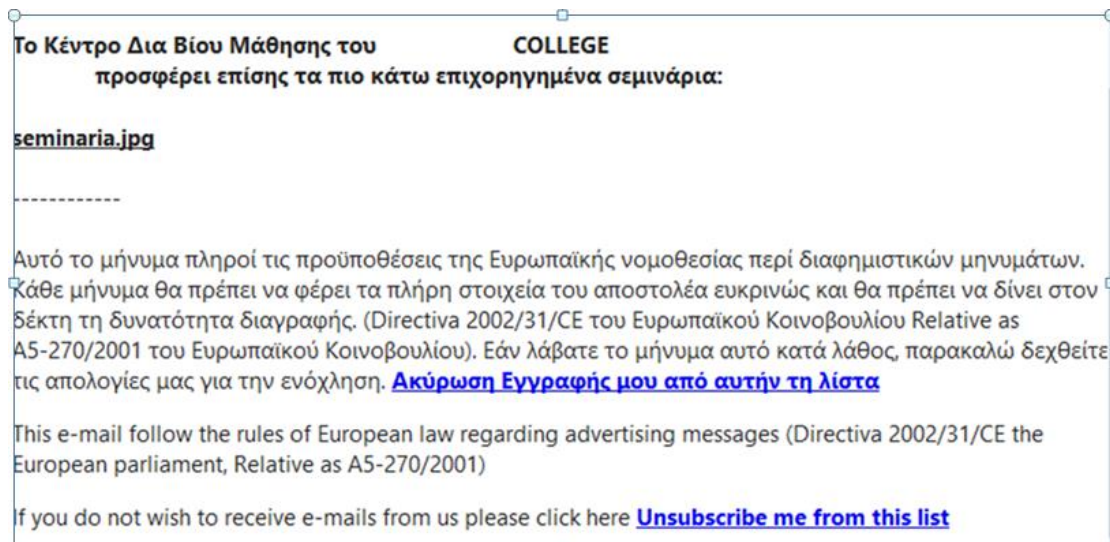 Το Κέντρο Δια Βίου Μάθησης του COLLEGE
προσφέρει επίσης τα πιο κάτω επιχορηγημένα σεμινάρια:
seminaria.jpg
------------
Αυτό το μήνυμα πληροί τις προϋποθέσεις της Ευρωπαϊκής νομοθεσίας περί διαφημιστικών μηνυμάτων.
Κάθε μήνυμα θα πρέπει να φέρει τα πλήρη στοιχεία του αποστολέα ευκρινώς και θα πρέπει να δίνει στον
δέκτη τη δυνατότητα διαγραφής. (Directiva 2002/31/CE του Ευρωπαϊκού Κοινοβουλίου Relative as
A5-270/2001 του Ευρωπαϊκού Κοινοβουλίου). Εάν λάβατε το μήνυμα αυτό κατά λάθος, παρακαλώ δεχθείτε
τις απολογίες μας για την ενόχληση. Ακύρωση Εγγραφής μου από αυτήν τη λίστα
This e-mail follow the rules of European law regarding advertising messages (Directiva 2002/31/CE the
European parliament, Relative as A5-270/2001)
If you do not wish to receive e-mails from us please click here Unsubscribe me from this list